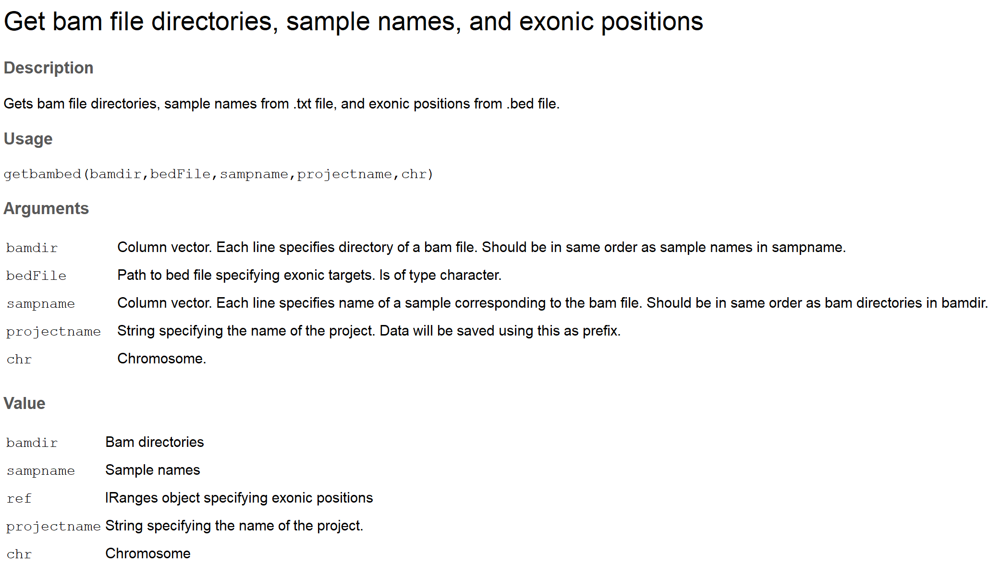 Get bam file directories, sample names, and exonic positions
Description
Gets bam file directories, sample names from .txt file, and exonic positions from .bed file.
Usage
getbambed(bamdir,bedFile,sampname,projectname,chr)
Arguments
bamdir Column vector. Each line specifies directory of a bam file. Should be in same order as sample names in sampname.
bedFile Path to bed file specifying exonic targets. Is of type character.
sampname Column vector. Each line specifies name of a sample corresponding to the bam file. Should be in same order as bam directories in bamdir.
projectname String specifying the name of the project. Data will be saved using this as prefix.
chr Chromosome.
Value
bamdir Bam directories
sampname Sample names
ref IRanges object specifying exonic positions
projectname String specifying the name of the project.
chr Chromosome